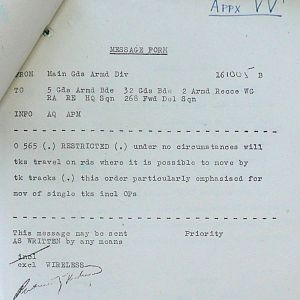 Appx VV
MESSAGE FORM
FROM Main Gds Armd Div 161005 B
TO 5 Gds Armd Bde 32 Gds Bde 2 Armd Recce WG
RA RE HQ Sqn 268 Fwd Del Sqn
INFO AQ APM
O 565 (.) RESTRICTED (.) under no circumstances will
tks travel on rds where it is possible to move by
tk tracks (.) this order particularly emphasised for
mov of single tks incl OPs
This message may be sent Priority
AS WRITTEN by any means
incl
excl WIRELESS